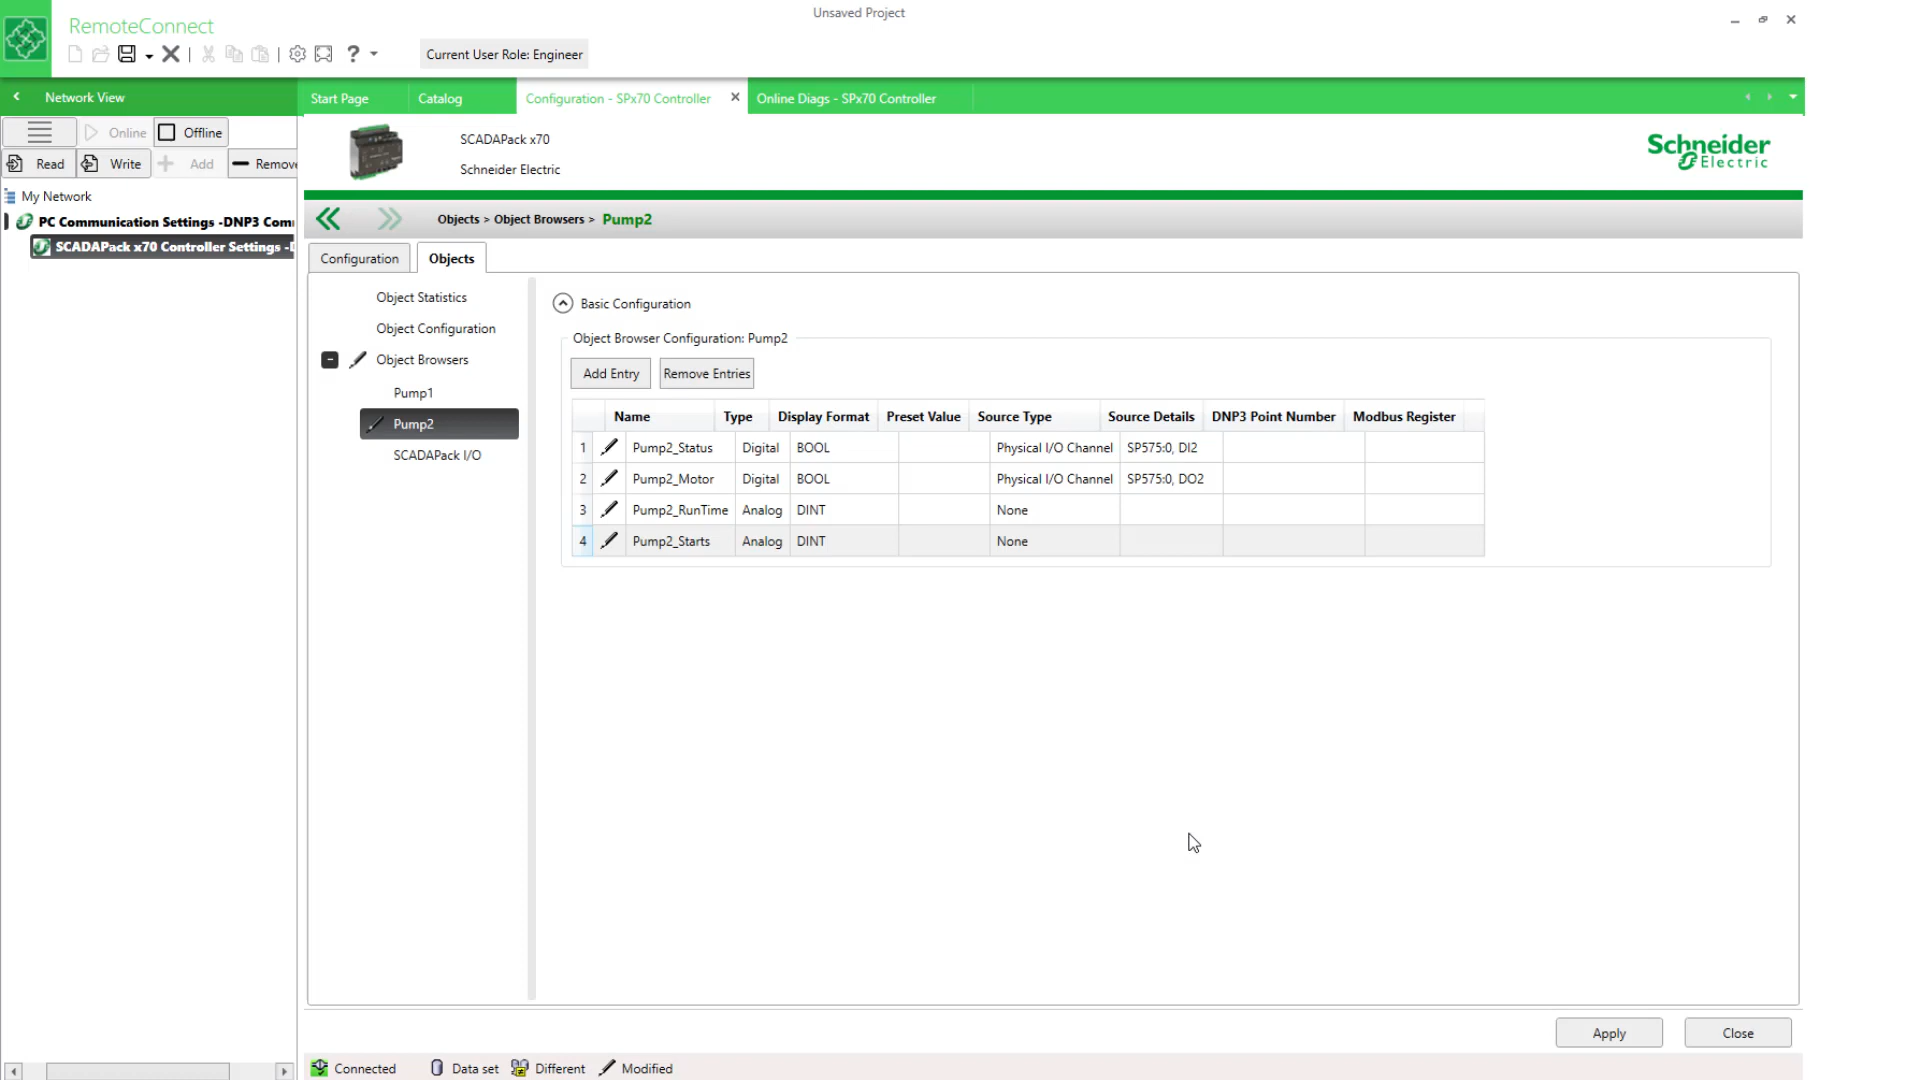 Unsaved Project
RemoteConnect
Current User Role: Engineer
Network View
Start Page
Catalog
Configuration - SPx70 Controller
Online Diags - SPx70 Controller
Online
Offline
Read
Write
Add
Remove
SCADAPack x70
Schneider Electric
Schneider
Electric
My Network
PC Communication Settings -DNP3 Com
SCADAPack x70 Controller Settings -
Objects > Object Browsers > Pump2
Configuration
Objects
Object Statistics
Object Configuration
Object Browsers
Pump1
Pump2
SCADAPack I/O
Basic Configuration
Object Browser Configuration: Pump2
Add Entry
Remove Entries
Name Type Display Format Preset Value Source Type Source Details DNP3 Point Number Modbus Register
1 Pump2_Status Digital BOOL Physical I/O Channel SP575:0, DI2
2 Pump2_Motor Digital BOOL Physical I/O Channel SP575:0, DO2
3 Pump2_RunTime Analog DINT None
4 Pump2_Starts Analog DINT None
Apply
Close
Connected
Data set
Different
Modified